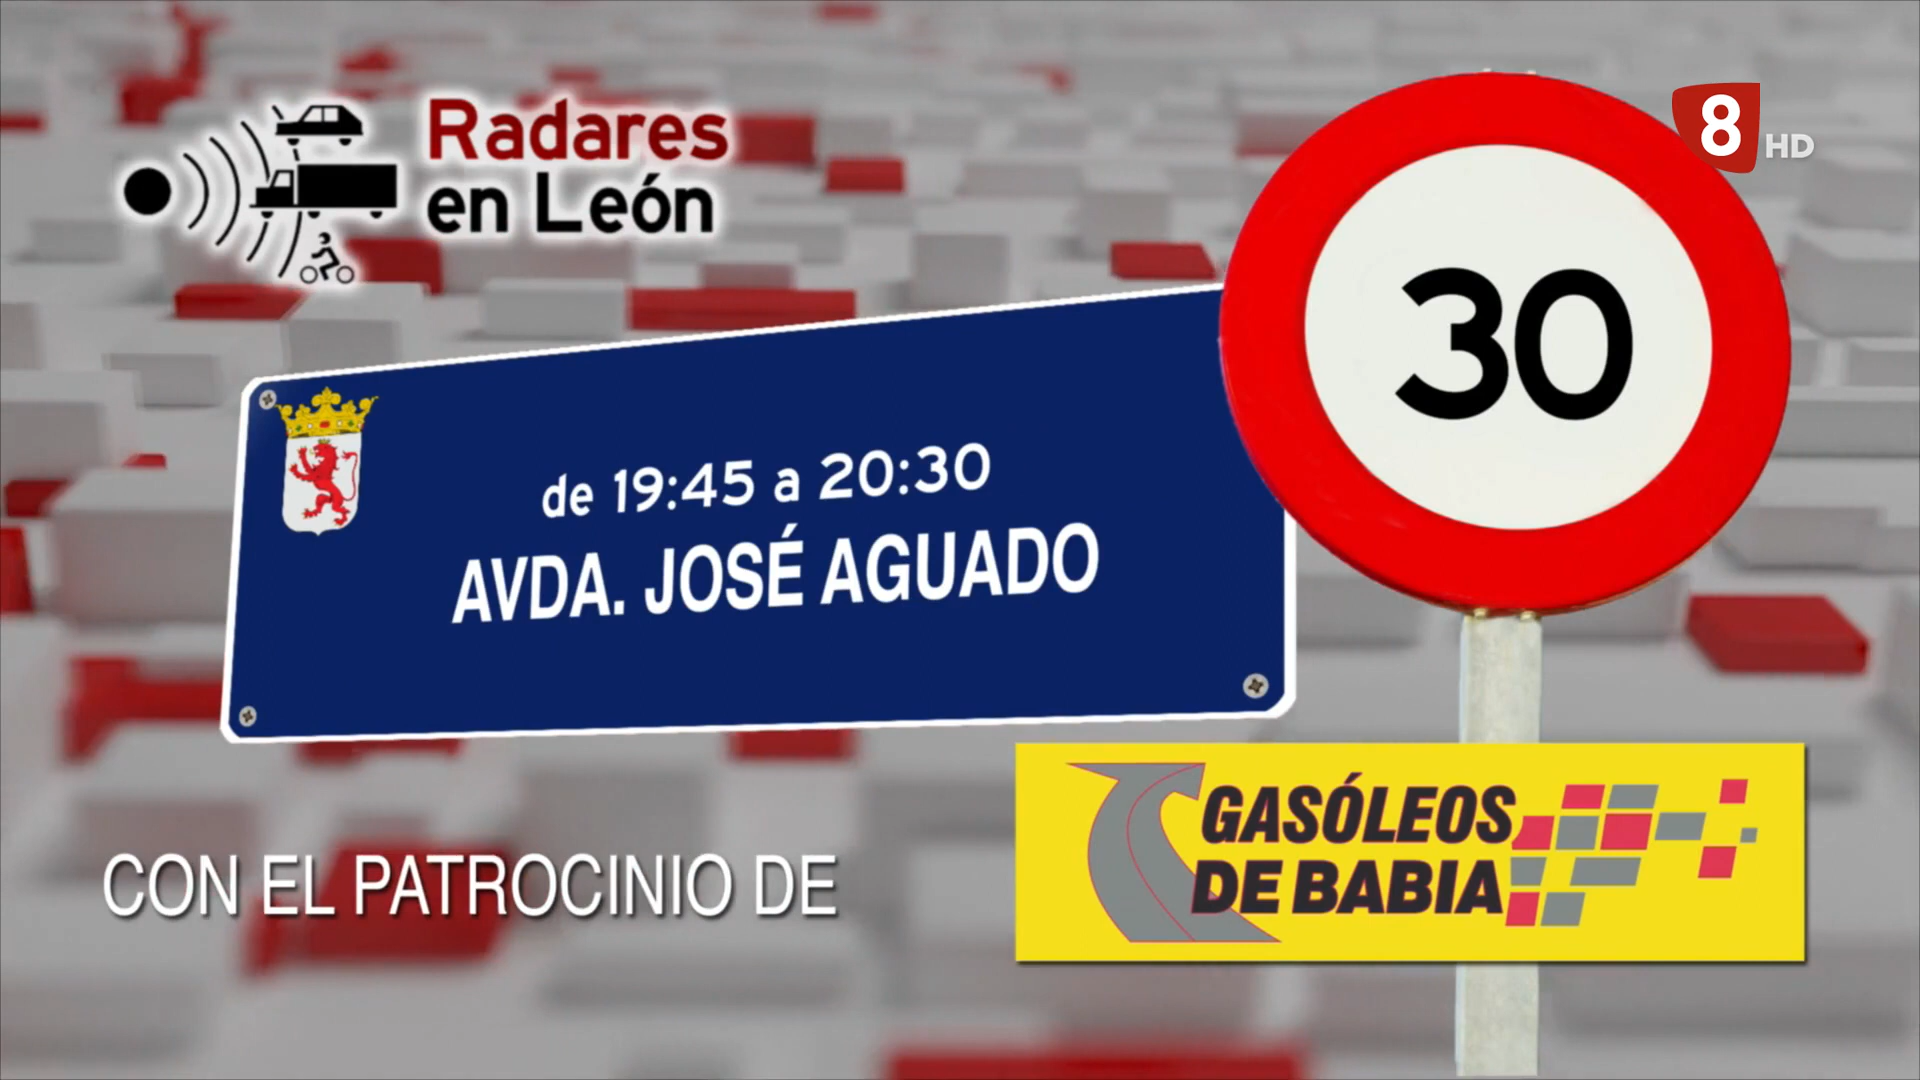 Radares
en León
8 HD
30
de 19:45 a 20:30
AVDA. JOSÉ AGUADO
CON EL PATROCINIO DE
GASÓLEOS
DE BABIA